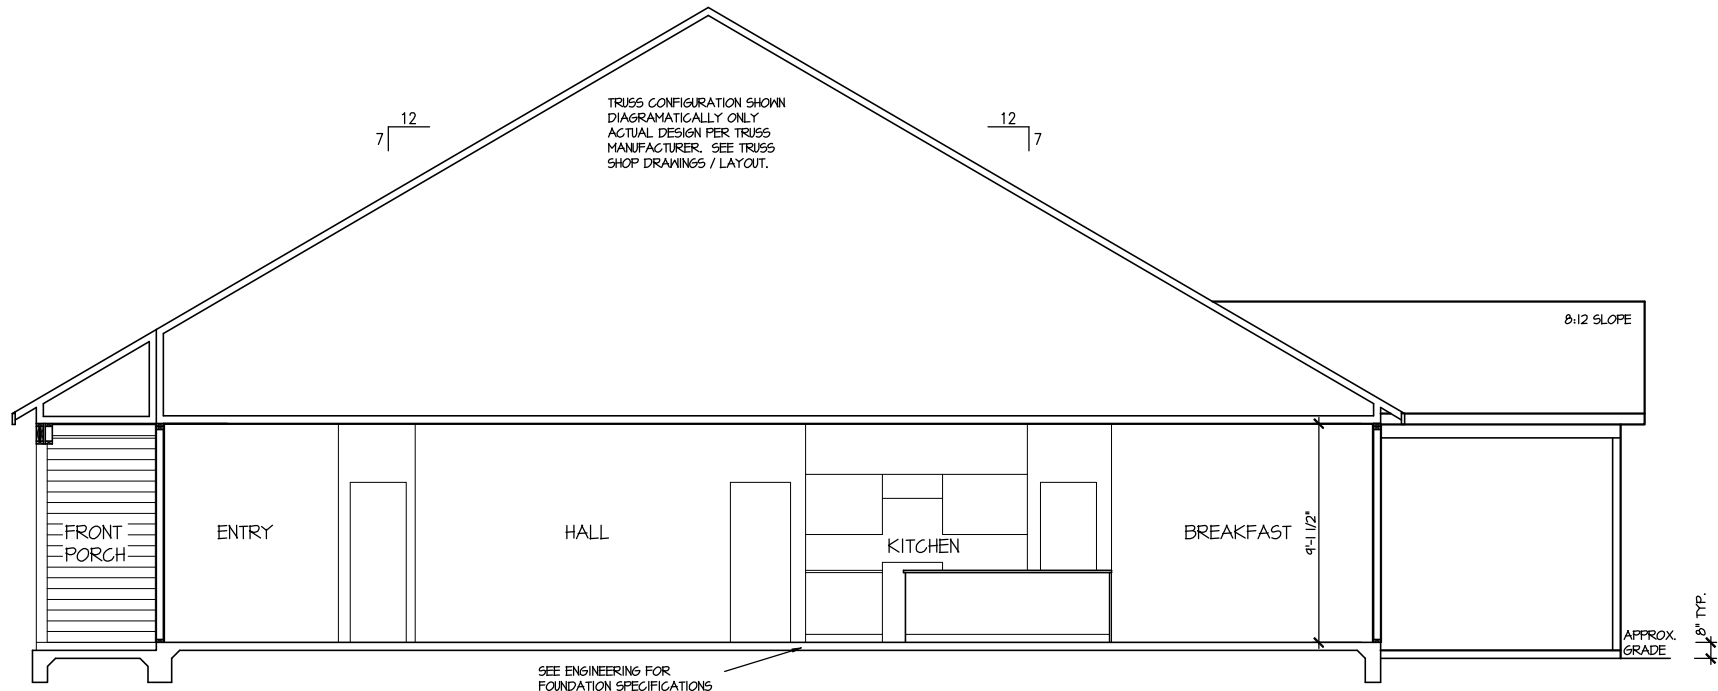 TRUSS CONFIGURATION SHOWN
DIAGRAMATICALLY ONLY
ACTUAL DESIGN PER TRUSS
MANUFACTURER. SEE TRUSS
SHOP DRAWINGS / LAYOUT.
12
7
12
7
8:12 SLOPE
FRONT
PORCH
ENTRY
HALL
KITCHEN
BREAKFAST
9'-1 1/2"
8" TYP.
APPROX.
GRADE
SEE ENGINEERING FOR
FOUNDATION SPECIFICATIONS